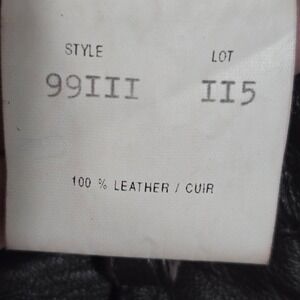 STYLE LOT
99III II5
100 % LEATHER / CUIR